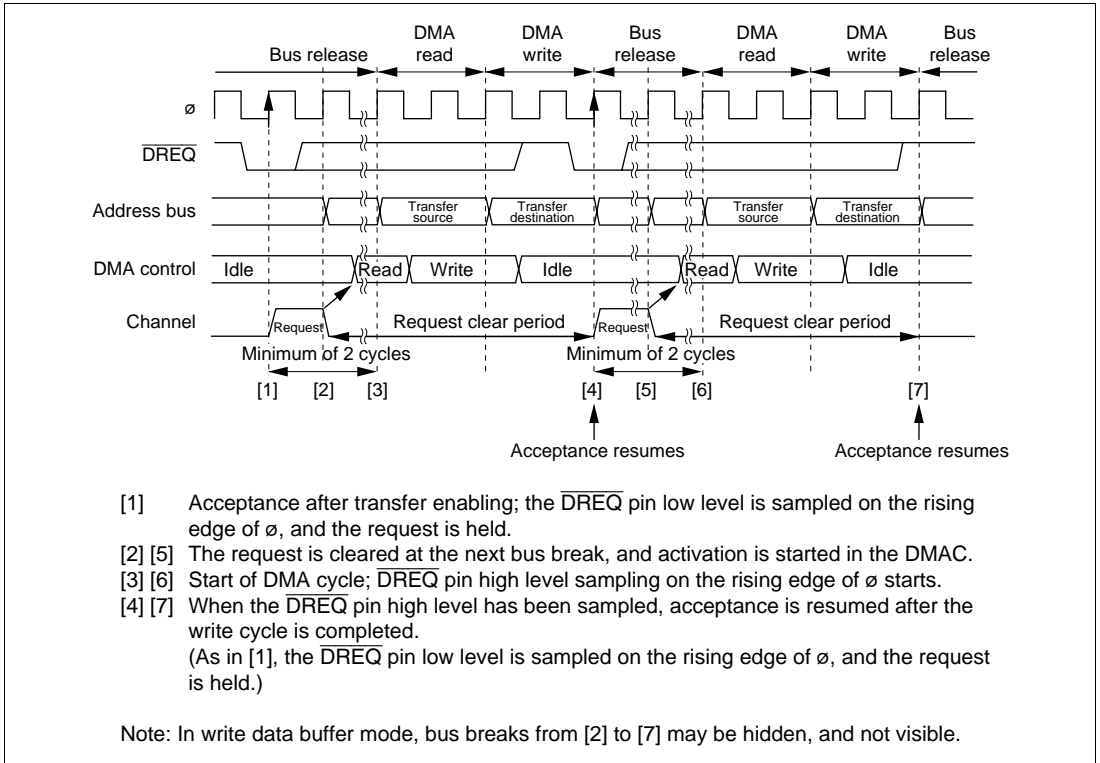 Bus release
DMA read
DMA write
Bus release
DMA read
DMA write
Bus release
ø
DREQ
Address bus
Transfer source
Transfer destination
Transfer source
Transfer destination
DMA control
Idle
Read
Write
Idle
Read
Write
Idle
Channel
Request
Request clear period
Request
Request clear period
Minimum of 2 cycles
Minimum of 2 cycles
[1] [2] [3] [4] [5] [6] [7]
Acceptance resumes
Acceptance resumes
[1] Acceptance after transfer enabling; the DREQ pin low level is sampled on the rising
edge of ø, and the request is held.
[2] [5] The request is cleared at the next bus break, and activation is started in the DMAC.
[3] [6] Start of DMA cycle; DREQ pin high level sampling on the rising edge of ø starts.
[4] [7] When the DREQ pin high level has been sampled, acceptance is resumed after the
write cycle is completed.
(As in [1], the DREQ pin low level is sampled on the rising edge of ø, and the request
is held.)
Note: In write data buffer mode, bus breaks from [2] to [7] may be hidden, and not visible.